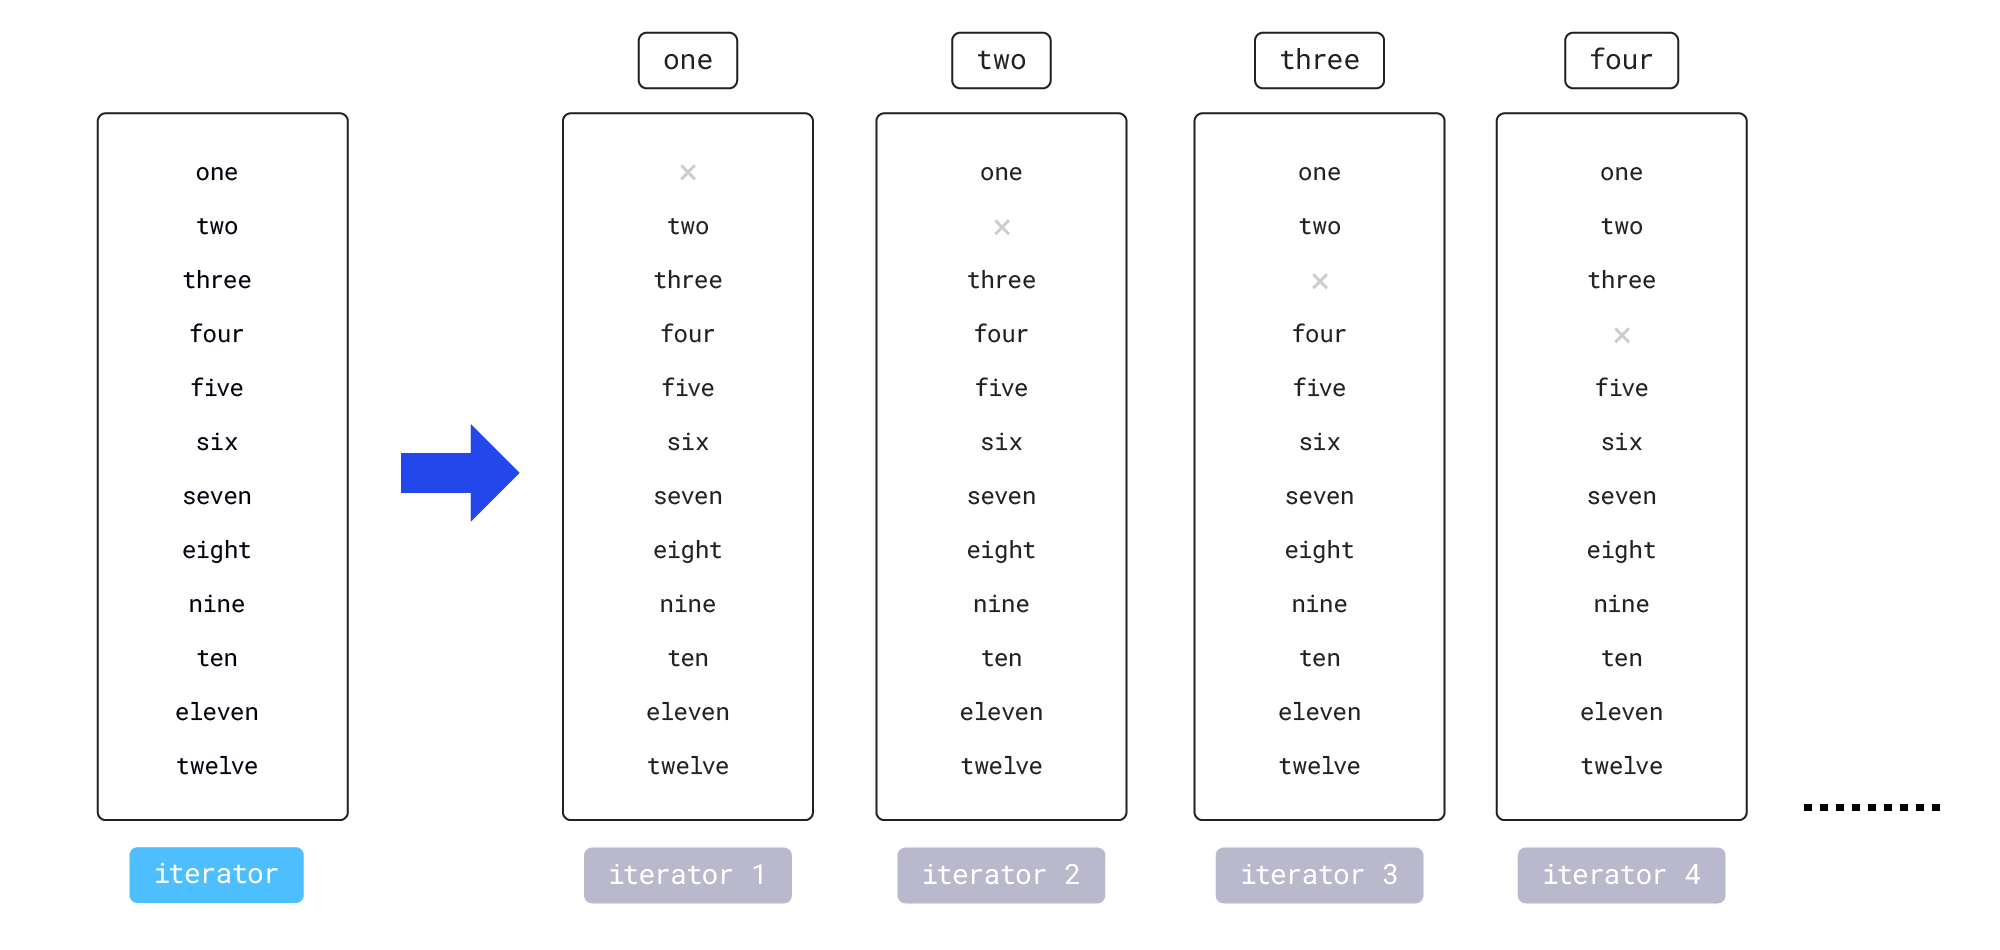 one
two
three
four
five
six
seven
eight
nine
ten
eleven
twelve
iterator
one
×
two
three
four
five
six
seven
eight
nine
ten
eleven
twelve
iterator 1
two
one
×
three
four
five
six
seven
eight
nine
ten
eleven
twelve
iterator 2
three
one
two
×
four
five
six
seven
eight
nine
ten
eleven
twelve
iterator 3
four
one
two
three
×
five
six
seven
eight
nine
ten
eleven
twelve
iterator 4